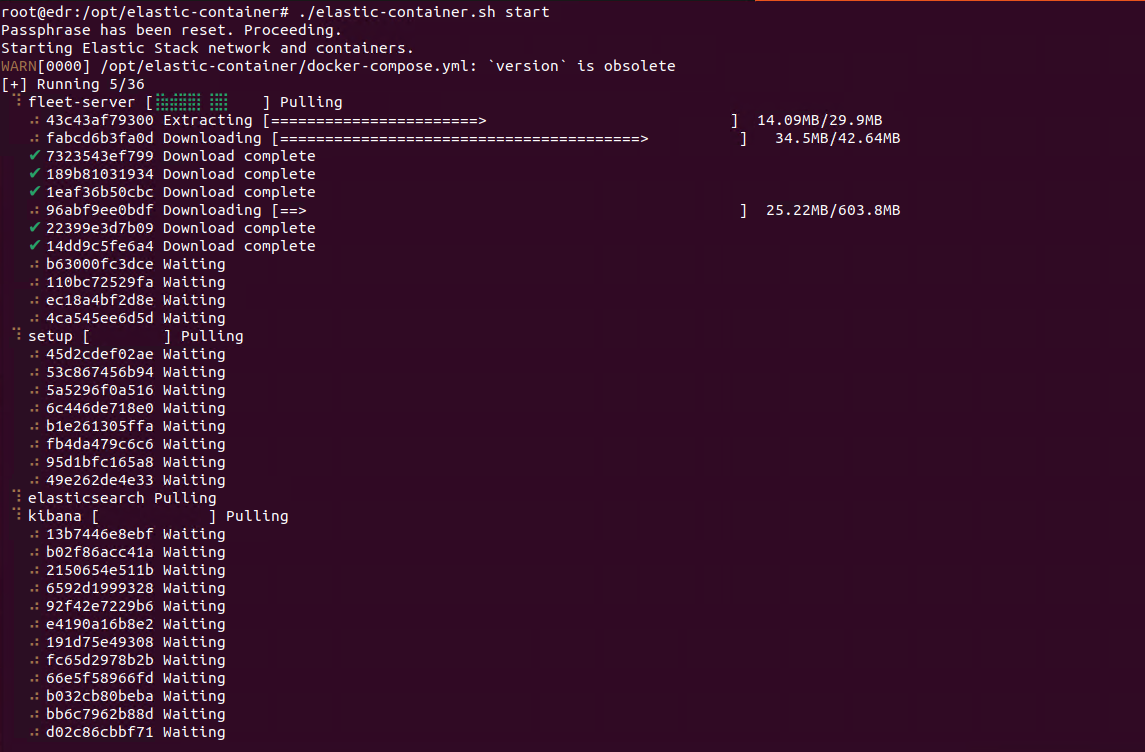 root@edr:/opt/elastic-container# ./elastic-container.sh start
Passphrase has been reset. Proceeding.
Starting Elastic Stack network and containers.
WARN[0000] /opt/elastic-container/docker-compose.yml: `version` is obsolete
[+] Running 5/36
⠹ fleet-server [⣷⣾⣿⣿ ⣿⣿    ] Pulling
⠴ 43c43af79300 Extracting [=======================>                           ]  14.09MB/29.9MB
⠴ fabcd6b3fa0d Downloading [========================================>          ]   34.5MB/42.64MB
✔ 7323543ef799 Download complete
✔ 189b81031934 Download complete
✔ 1eaf36b50cbc Download complete
⠴ 96abf9ee0bdf Downloading [==>                                                ]  25.22MB/603.8MB
✔ 22399e3d7b09 Download complete
✔ 14dd9c5fe6a4 Download complete
⠴ b63000fc3dce Waiting
⠴ 110bc72529fa Waiting
⠴ ec18a4bf2d8e Waiting
⠴ 4ca545ee6d5d Waiting
⠹ setup [        ] Pulling
⠴ 45d2cdef02ae Waiting
⠴ 53c867456b94 Waiting
⠴ 5a5296f0a516 Waiting
⠴ 6c446de718e0 Waiting
⠴ b1e261305ffa Waiting
⠴ fb4da479c6c6 Waiting
⠴ 95d1bfc165a8 Waiting
⠴ 49e262de4e33 Waiting
⠹ elasticsearch Pulling
⠹ kibana [            ] Pulling
⠴ 13b7446e8ebf Waiting
⠴ b02f86acc41a Waiting
⠴ 2150654e511b Waiting
⠴ 6592d1999328 Waiting
⠴ 92f42e7229b6 Waiting
⠴ e4190a16b8e2 Waiting
⠴ 191d75e49308 Waiting
⠴ fc65d2978b2b Waiting
⠴ 66e5f58966fd Waiting
⠴ b032cb80beba Waiting
⠴ bb6c7962b88d Waiting
⠴ d02c86cbbf71 Waiting